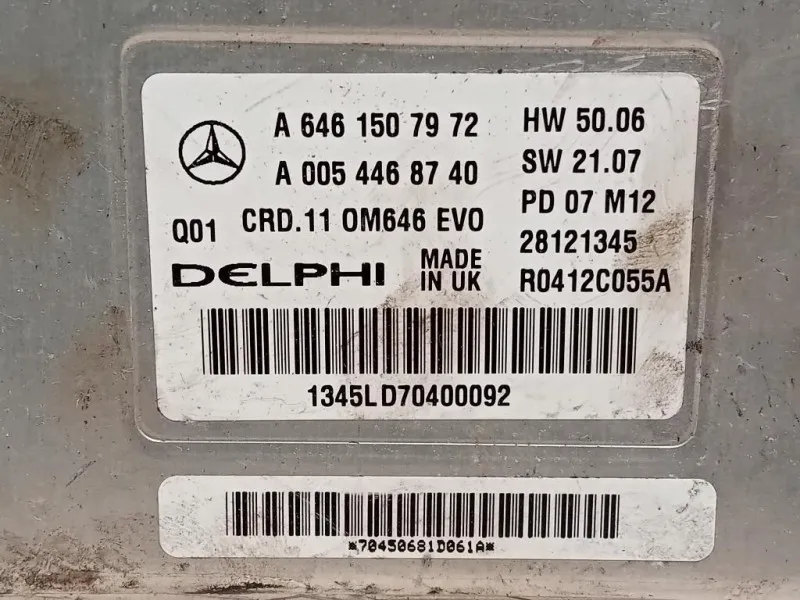 A 646 150 79 72
A 005 446 87 40
Q01 CRD.11 OM646 EVO
DELPHI MADE IN UK
HW 50.06
SW 21.07
PD 07 M12
28121345
R0412C055A
1345LD70400092
*70450681D061A*